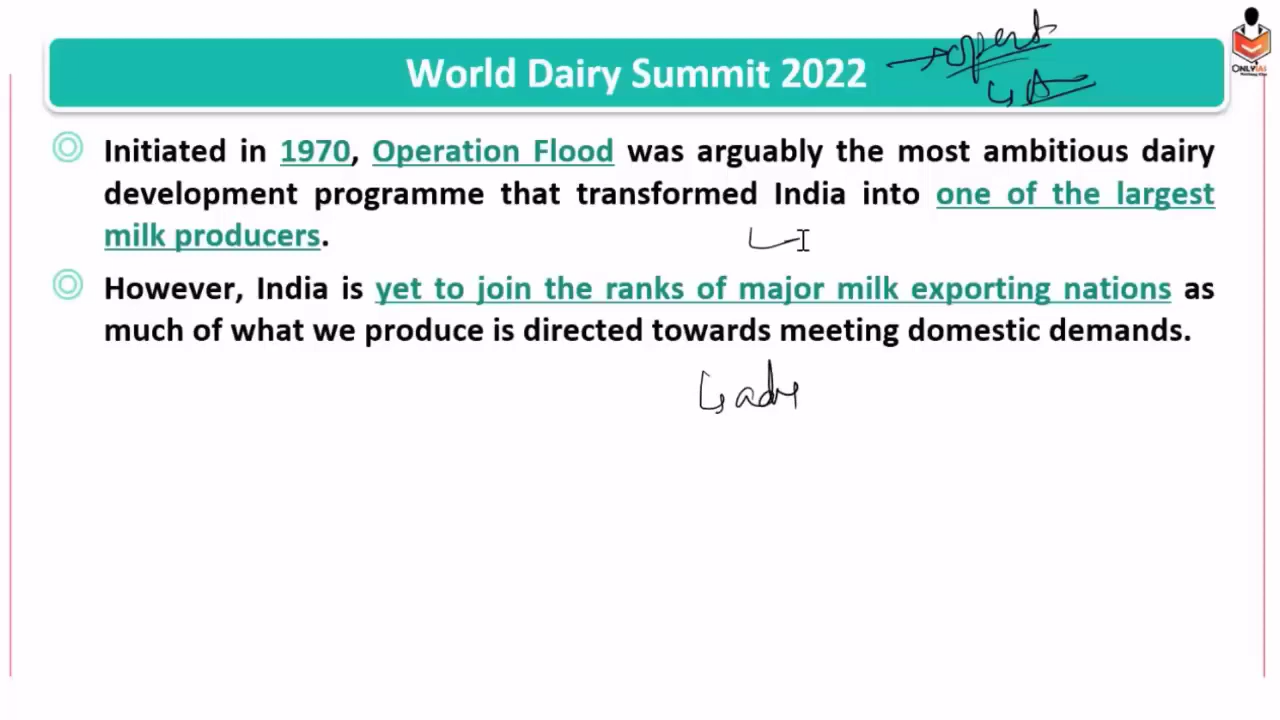 World Dairy Summit 2022
ONLYIAS
Initiated in 1970, Operation Flood was arguably the most ambitious dairy
development programme that transformed India into one of the largest
milk producers.
However, India is yet to join the ranks of major milk exporting nations as
much of what we produce is directed towards meeting domestic demands.